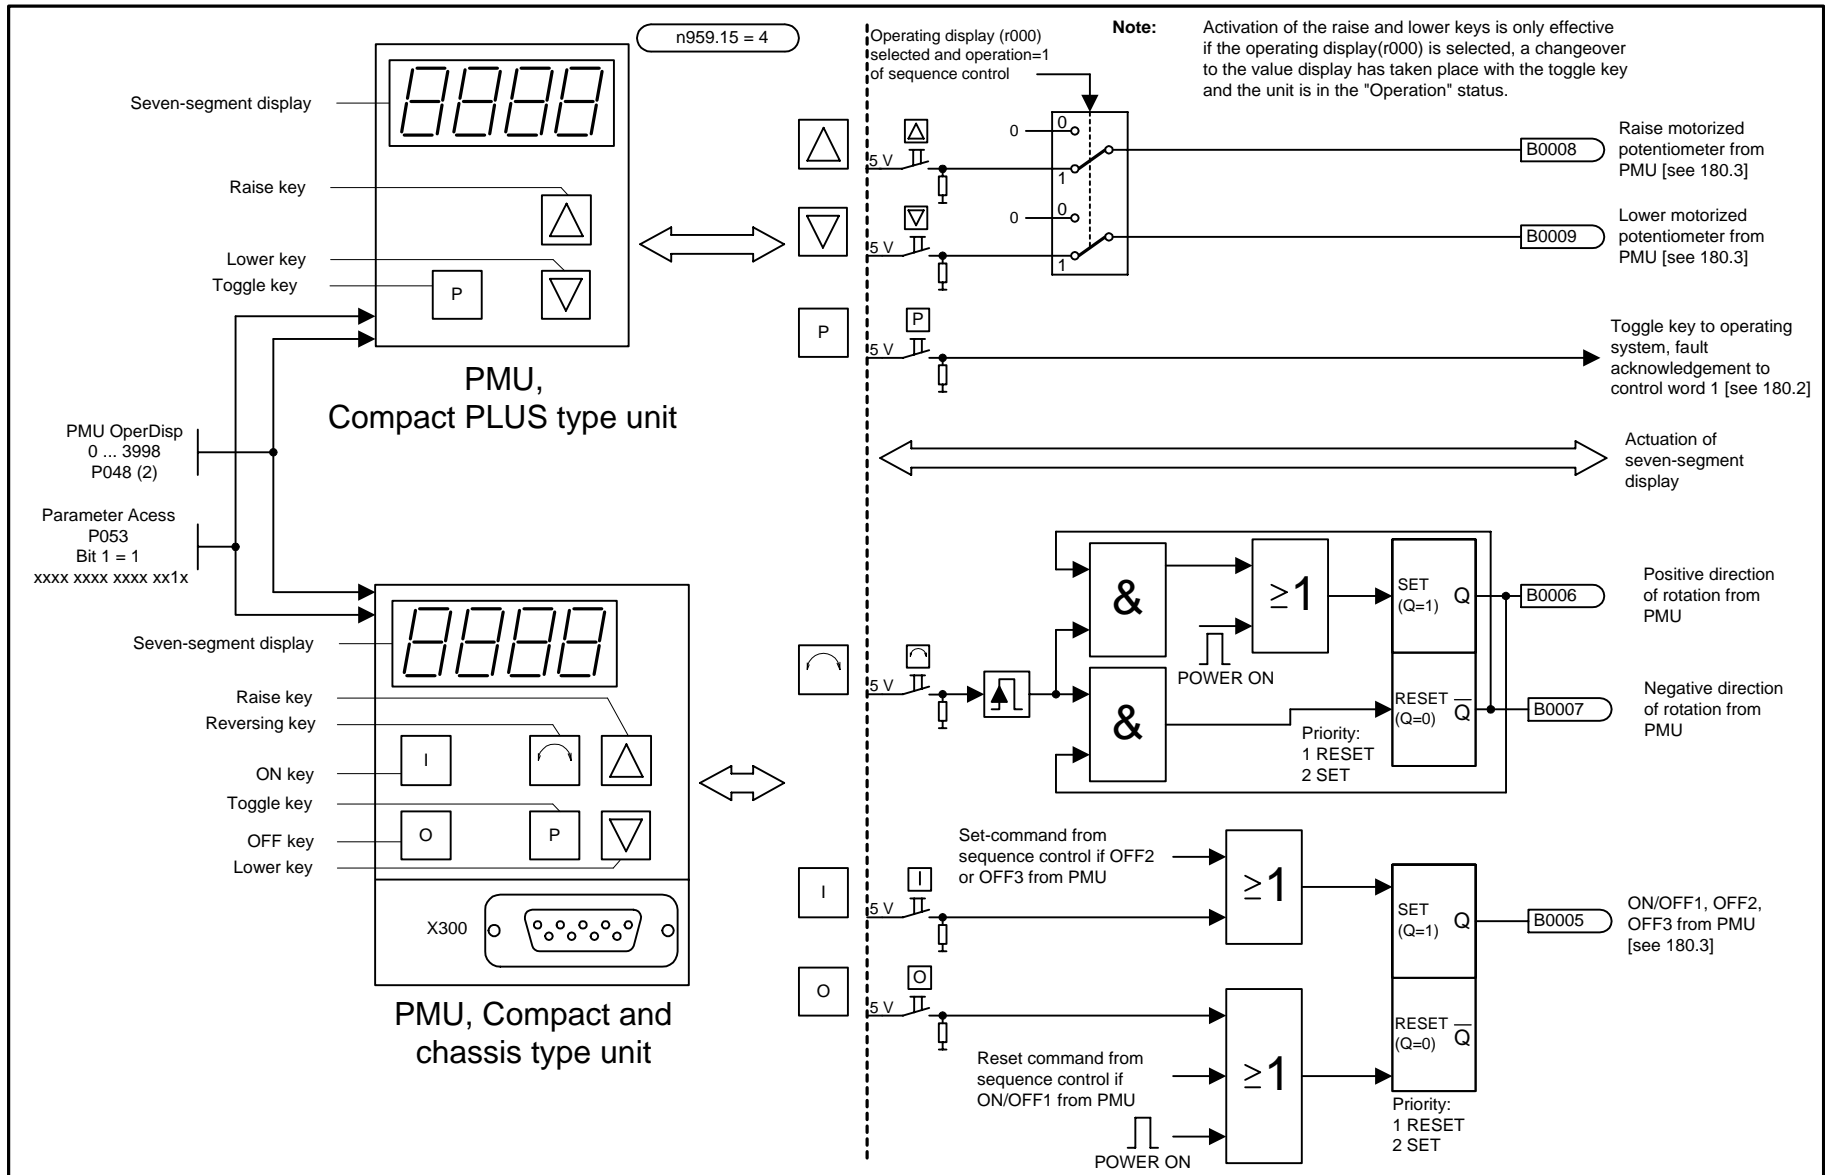 n959.15 = 4
Seven-segment display
Raise key
Lower key
Toggle key
P
PMU,
Compact PLUS type unit
PMU OperDisp
0 ... 3998
P048 (2)
Parameter Acess
P053
Bit 1 = 1
xxxx xxxx xxxx xx1x
Seven-segment display
Raise key
Reversing key
ON key
Toggle key
OFF key
Lower key
I
O
P
X300
PMU, Compact and
chassis type unit
Operating display (r000)
selected and operation=1
of sequence control
Note:
Activation of the raise and lower keys is only effective
if the operating display(r000) is selected, a changeover
to the value display has taken place with the toggle key
and the unit is in the "Operation" status.
5 V
0
0
1
B0008
Raise motorized
potentiometer from
PMU [see 180.3]
5 V
0
0
1
B0009
Lower motorized
potentiometer from
PMU [see 180.3]
P
P
5 V
Toggle key to operating
system, fault
acknowledgement to
control word 1 [see 180.2]
Actuation of
seven-segment
display
5 V
&
≥1
POWER ON
&
SET
(Q=1)
Q
RESET
(Q=0)
Q
Priority:
1 RESET
2 SET
B0006
Positive direction
of rotation from
PMU
B0007
Negative direction
of rotation from
PMU
Set-command from
sequence control if OFF2
or OFF3 from PMU
I
I
5 V
≥1
O
O
5 V
Reset command from
sequence control if
ON/OFF1 from PMU
POWER ON
≥1
SET
(Q=1)
Q
RESET
(Q=0)
Q
Priority:
1 RESET
2 SET
B0005
ON/OFF1, OFF2,
OFF3 from PMU
[see 180.3]